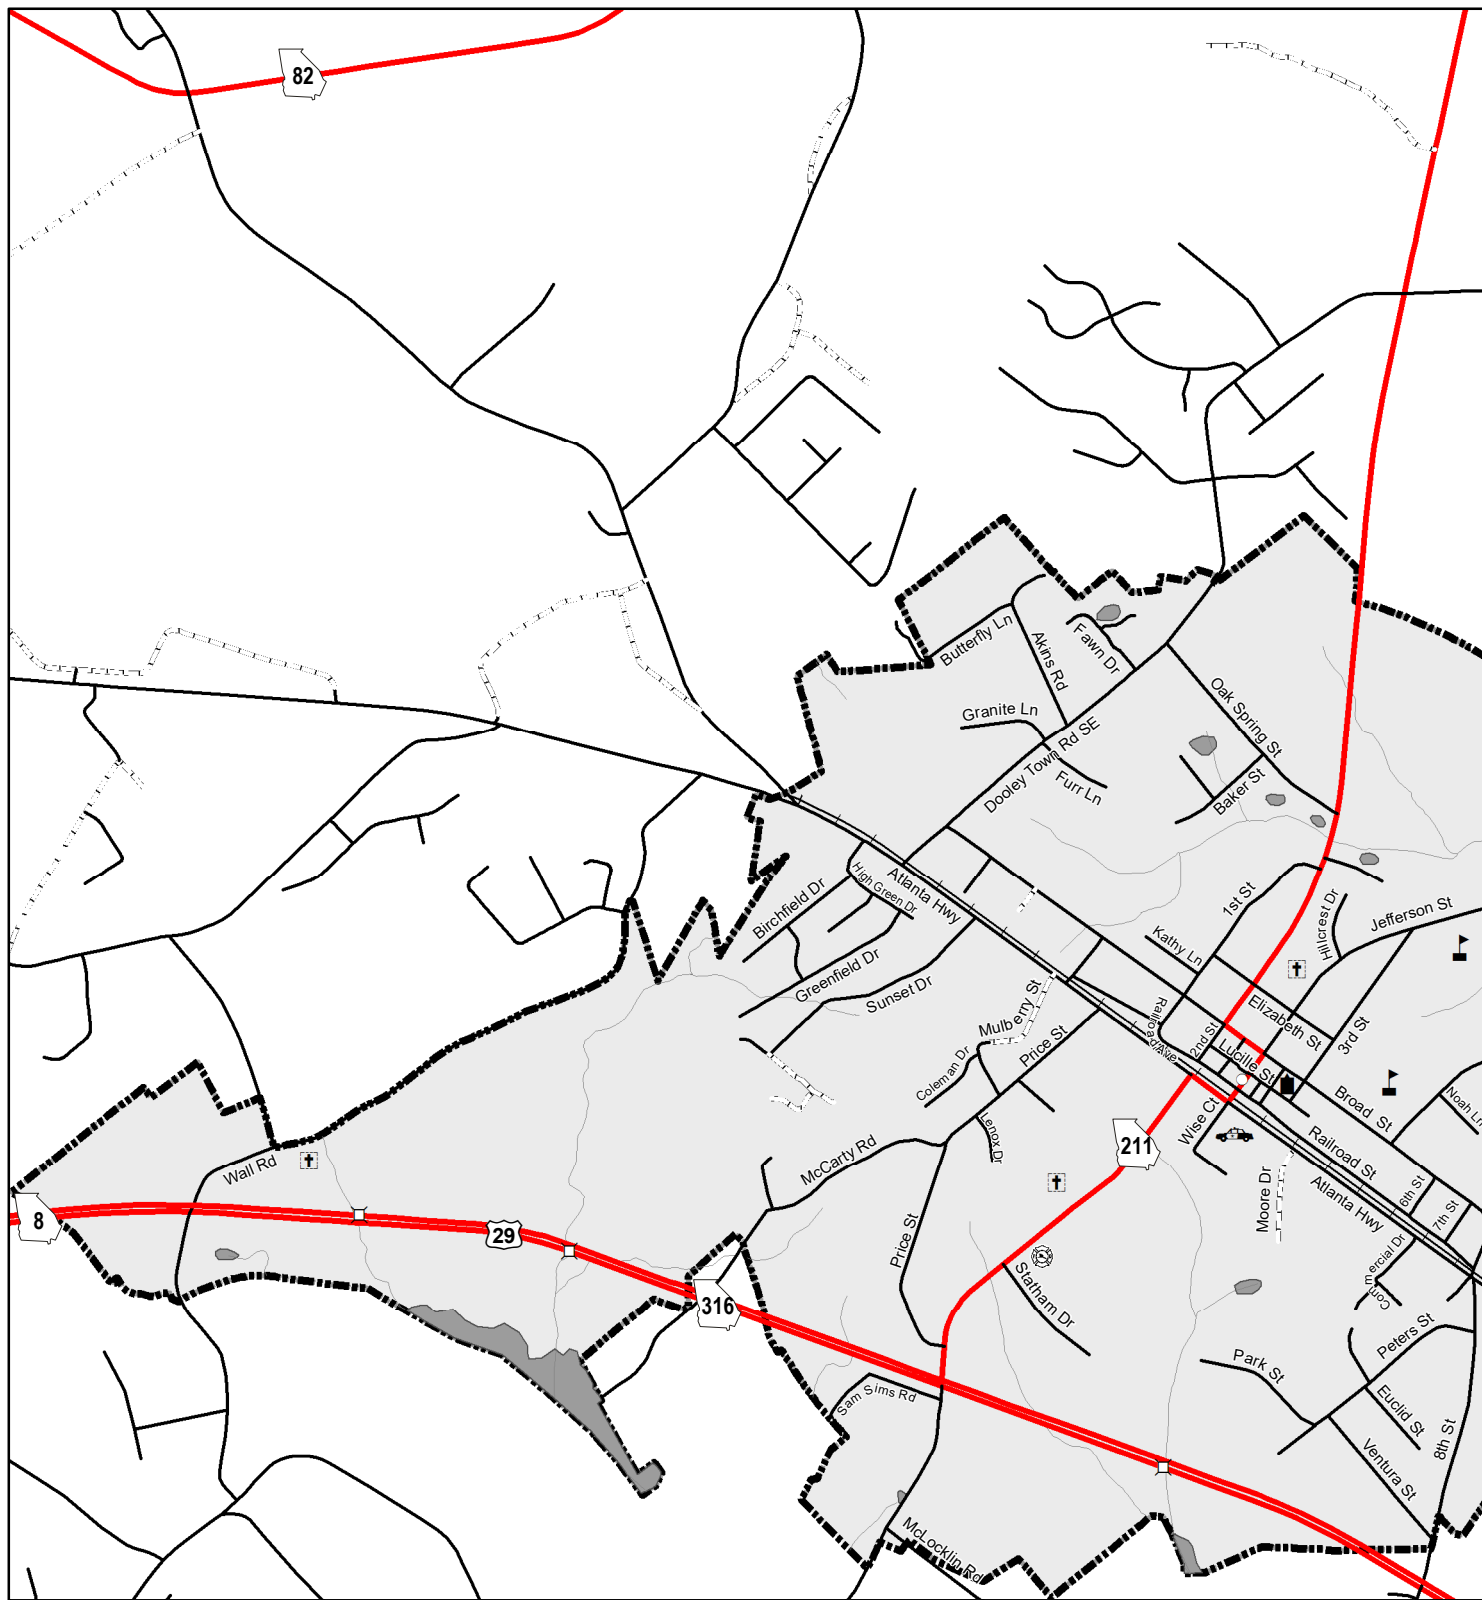 82
Butterfly Ln
Akins Rd
Fawn Dr
Granite Ln
Oak Spring St
Dooley Town Rd SE
Furr Ln
Baker St
High Green Dr
Atlanta Hwy
Birchfield Dr
1st St
Hillcrest Dr
Jefferson St
Kathy Ln
Greenfield Dr
Sunset Dr
Mulberry St
Price St
Railroad Ave
2nd St
Elizabeth St
Lucille St
3rd St
Coleman Dr
Broad St
Noah Ln
Lenox Dr
Wise Ct
211
McCarty Rd
Wall Rd
Railroad St
Atlanta Hwy
6th St
7th St
Moore Dr
8
29
Price St
Commercial Dr
316
Statham Dr
Peters St
Park St
Sam Sims Rd
Euclid St
8th St
Ventura St
McLocklin Rd